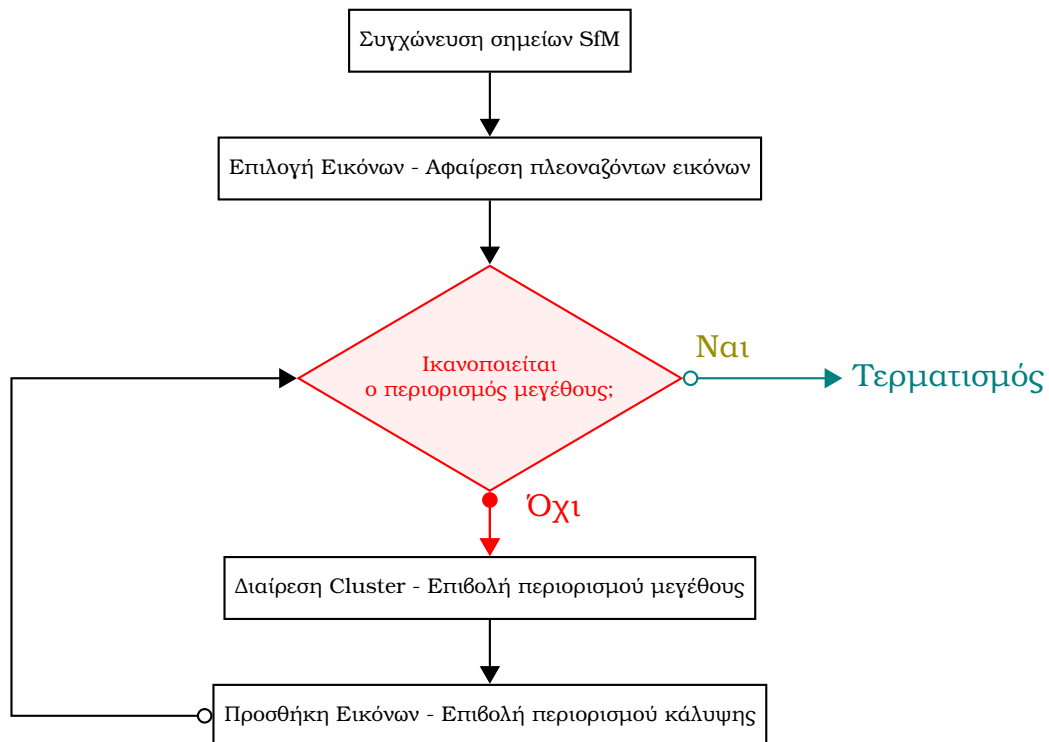 Συγχώνευση σημείων SfM
Επιλογή Εικόνων - Αφαίρεση πλεοναζόντων εικόνων
Ικανοποιείται
ο περιορισμός μεγέθους;
Ναι
Τερματισμός
Όχι
Διαίρεση Cluster - Επιβολή περιορισμού μεγέθους
Προσθήκη Εικόνων - Επιβολή περιορισμού κάλυψης